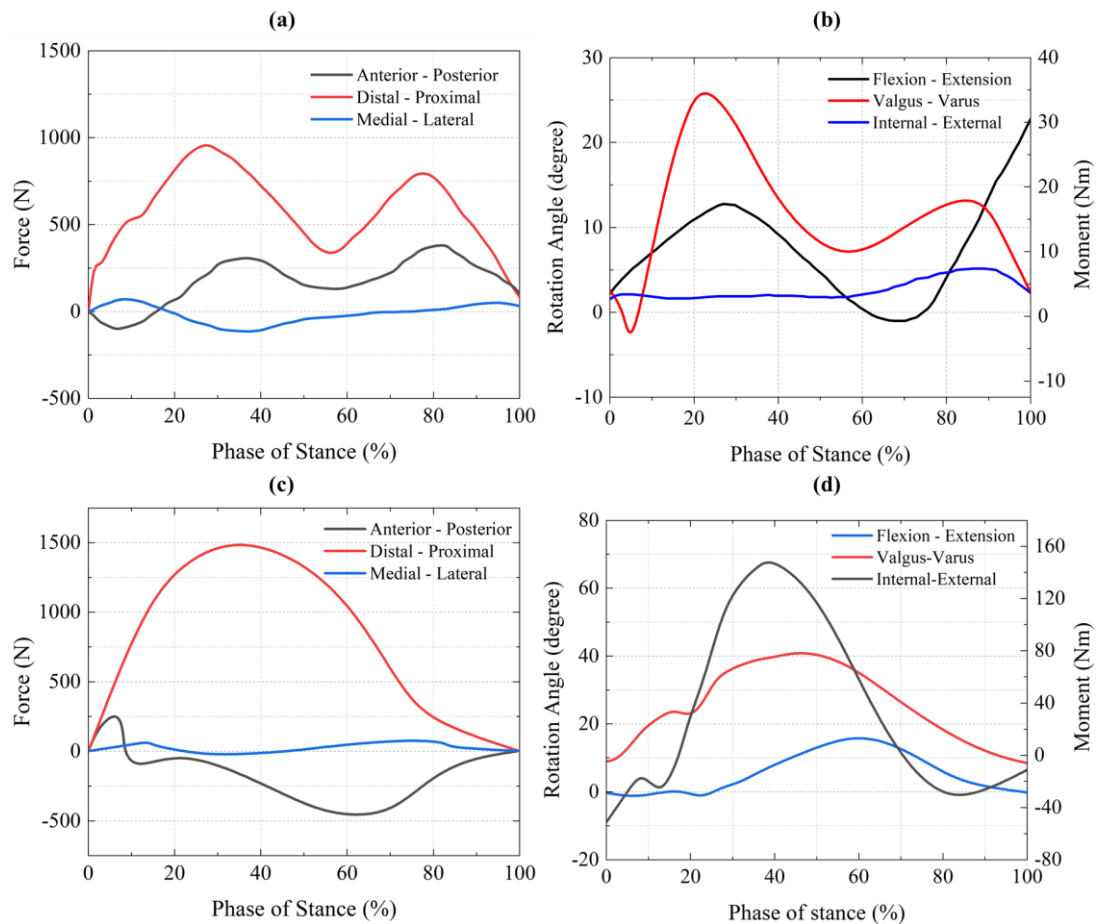 (a)
1500
1000
500
0
-500
Force (N)
Anterior - Posterior
Distal - Proximal
Medial - Lateral
0 20 40 60 80 100
Phase of Stance (%)
(b)
30
20
10
0
-10
Rotation Angle (degree)
Flexion - Extension
Valgus - Varus
Internal - External
40
30
20
10
0
-10
Moment (Nm)
0 20 40 60 80 100
Phase of Stance (%)
(c)
1500
1000
500
0
-500
Force (N)
Anterior - Posterior
Distal - Proximal
Medial - Lateral
0 20 40 60 80 100
Phase of Stance (%)
(d)
80
60
40
20
0
-20
Rotation Angle (degree)
Flexion - Extension
Valgus-Varus
Internal-External
160
120
80
40
0
-40
-80
Moment (Nm)
0 20 40 60 80 100
Phase of stance (%)